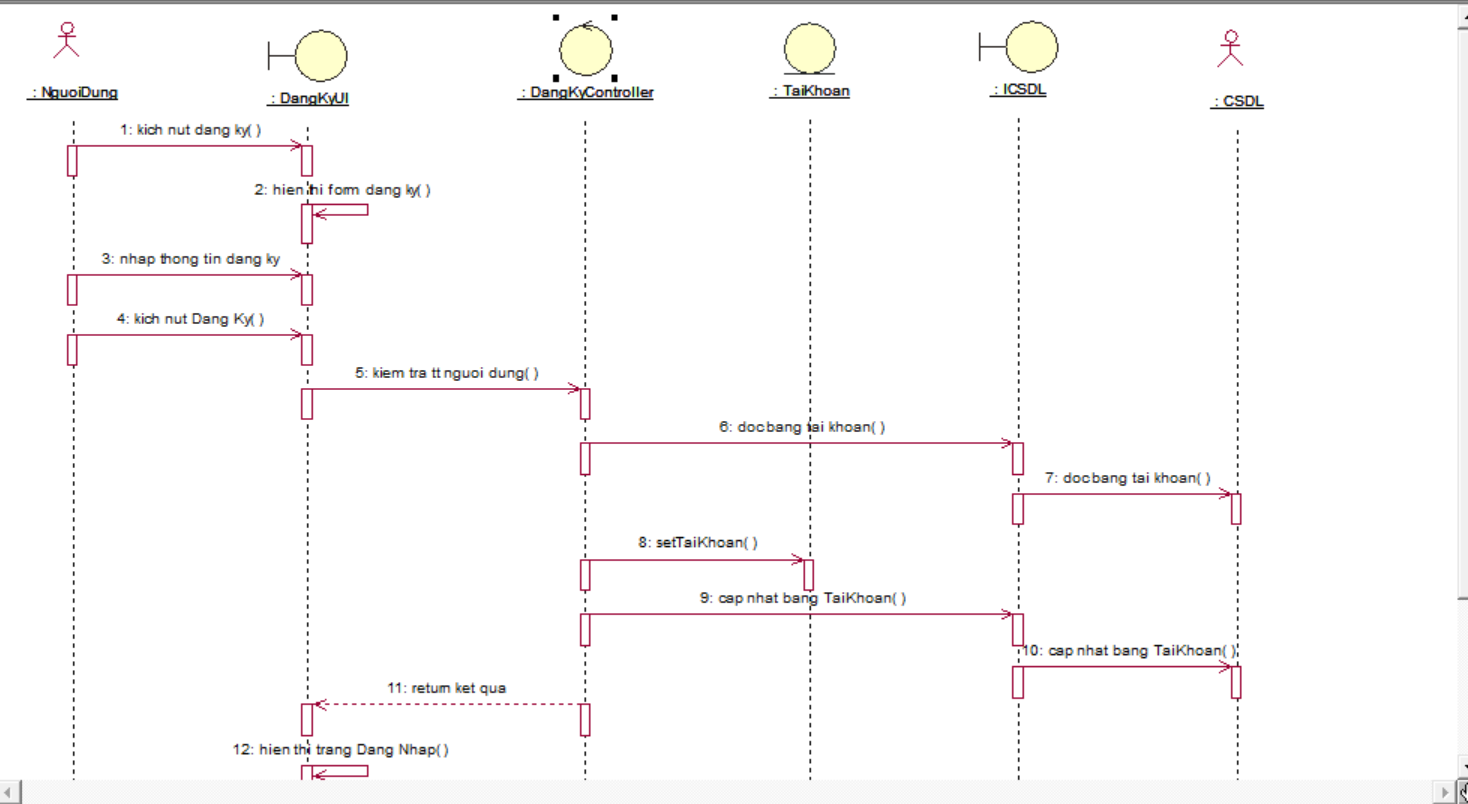 : NguoiDung
: DangKyUI
: DangKyController
: TaiKhoan
: ICSDL
: CSDL
1: kich nut dang ky( )
2: hien thi form dang ky( )
3: nhap thong tin dang ky
4: kich nut Dang Ky( )
5: kiem tra tt nguoi dung( )
6: doc bang tai khoan( )
7: doc bang tai khoan( )
8: setTaiKhoan( )
9: cap nhat bang TaiKhoan( )
10: cap nhat bang TaiKhoan( )
11: return ket qua
12: hien thi trang Dang Nhap( )